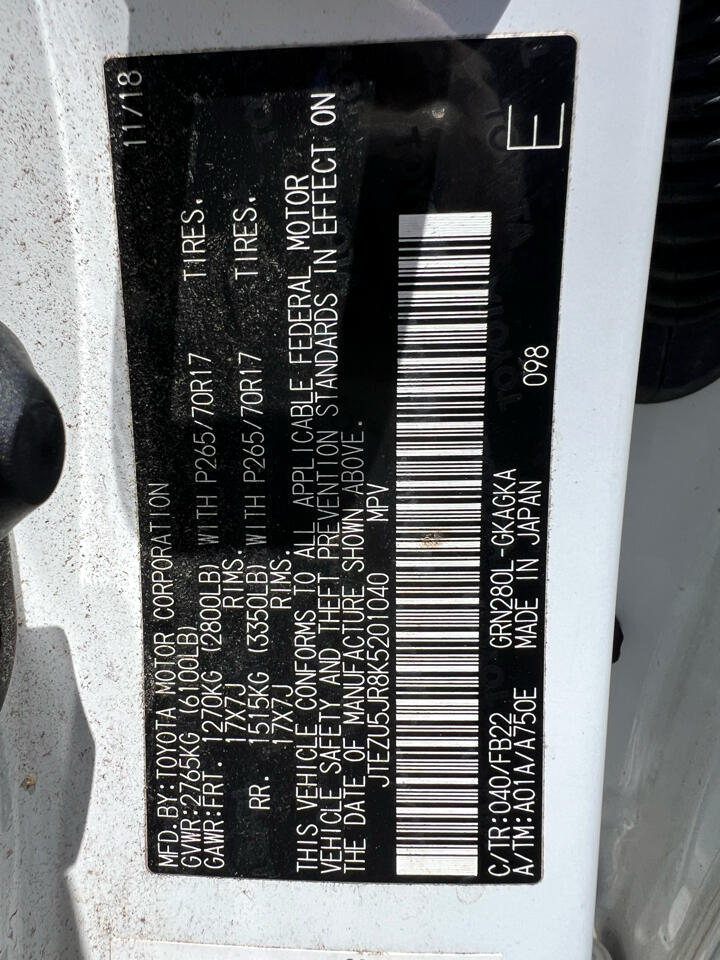 MFD.BY:TOYOTA MOTOR CORPORATION 11/18
GVWR:2765KG (6100LB)
GAWR:FRT. 1270KG (2800LB) WITH P265/70R17 TIRES.
17X7J RIMS.
RR. 1515KG (3350LB) WITH P265/70R17 TIRES.
17X7J RIMS.
THIS VEHICLE CONFORMS TO ALL APPLICABLE FEDERAL MOTOR
VEHICLE SAFETY AND THEFT PREVENTION STANDARDS IN EFFECT ON
THE DATE OF MANUFACTURE SHOWN ABOVE.
JTEZU5JR8K5201040 MPV
C/TR:040/FB22 GRN280L-GKAGKA 098 E
A/TM:A01A/A750E MADE IN JAPAN